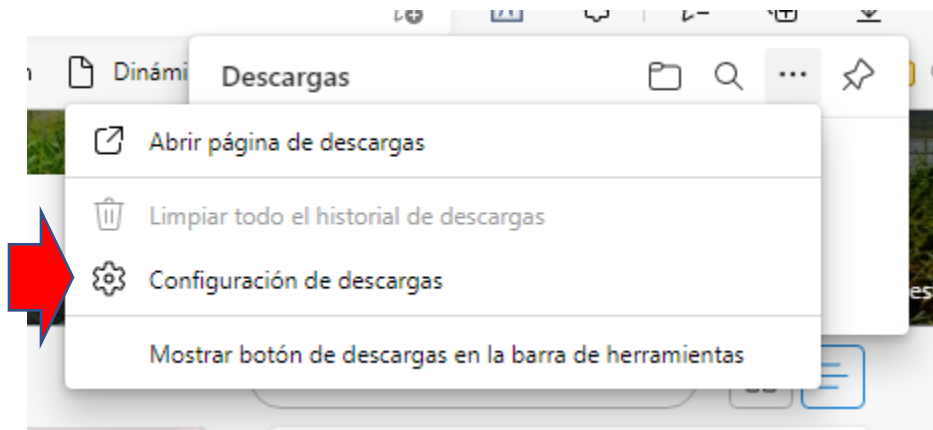 Dinámi
Descargas
Abrir página de descargas
Limpiar todo el historial de descargas
Configuración de descargas
Mostrar botón de descargas en la barra de herramientas
es